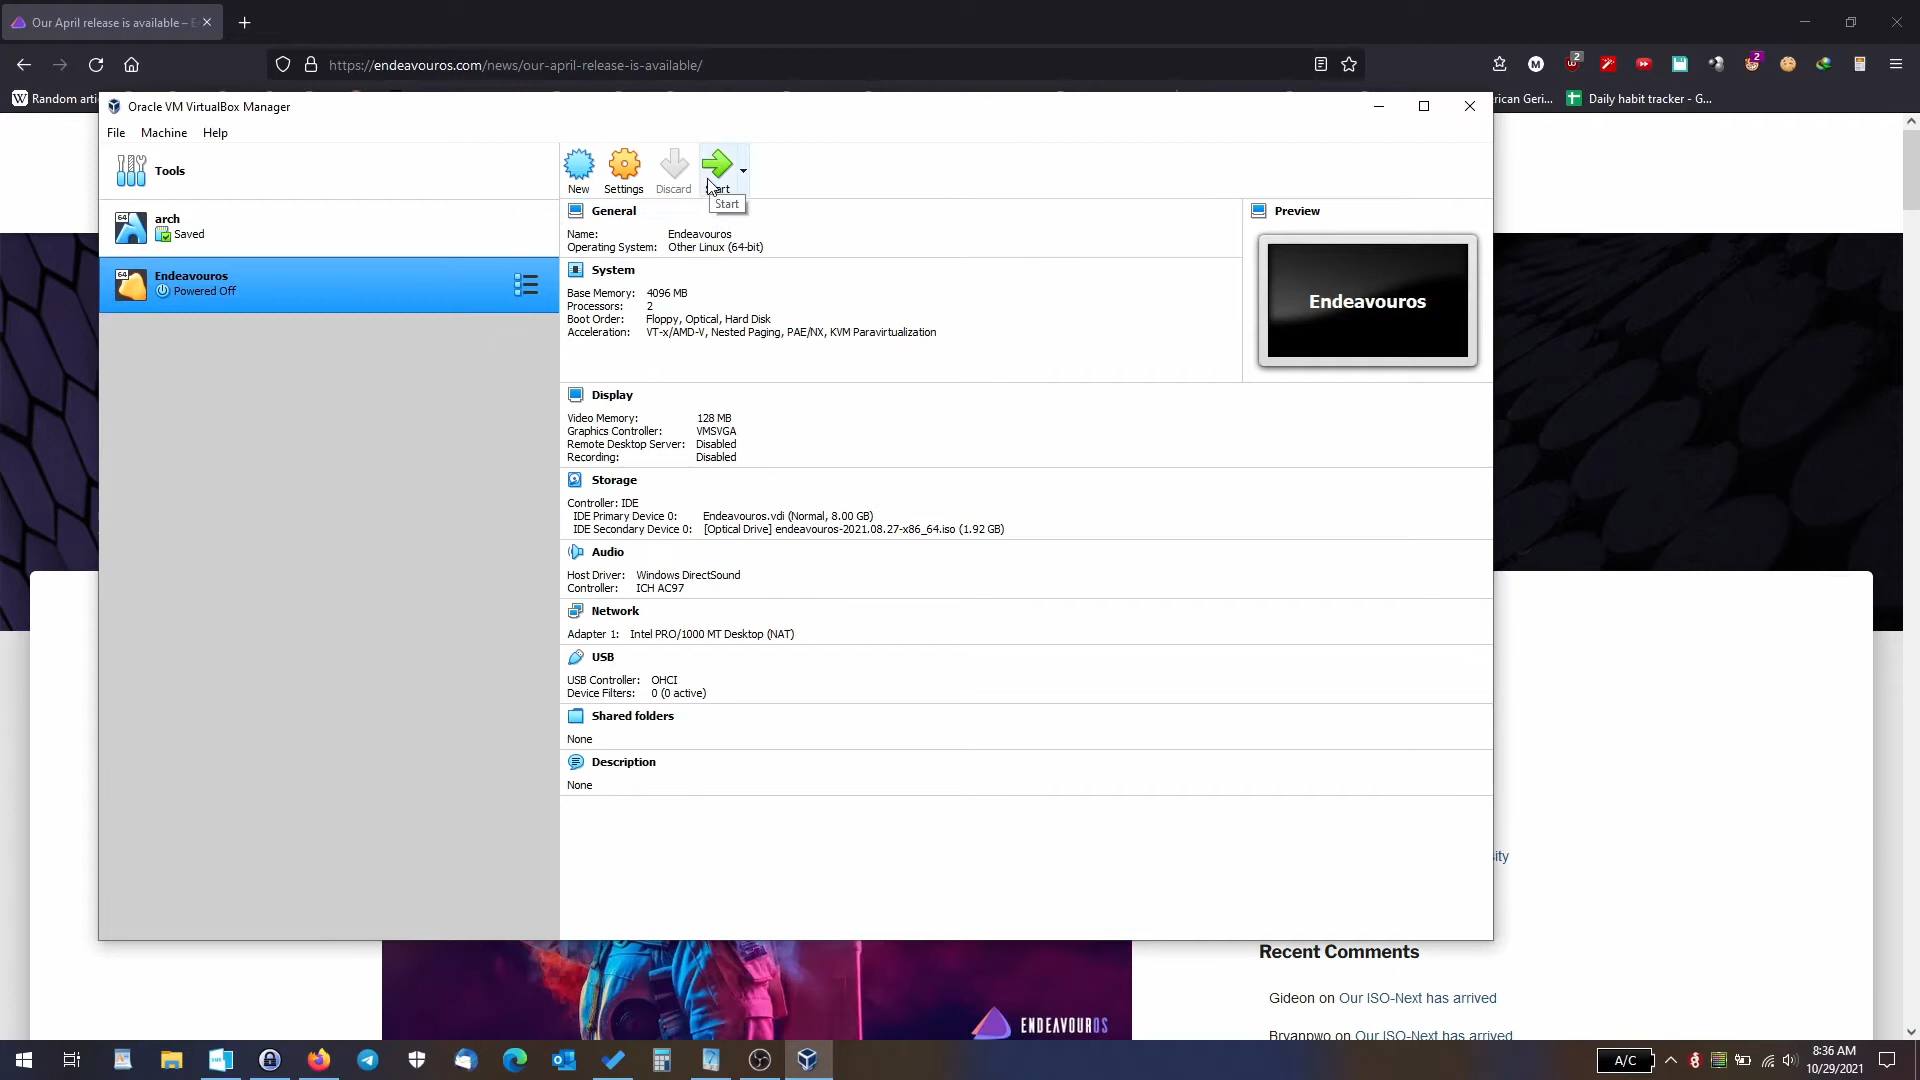 Our April release is available – E
https://endeavouros.com/news/our-april-release-is-available/
M
2
2
Random arti
rican Geri...
Daily habit tracker - G...
Oracle VM VirtualBox Manager
File Machine Help
Tools
New
Settings
Discard
Start
64
arch
Saved
64
Endeavouros
Powered Off
General
Name: Endeavouros
Operating System: Other Linux (64-bit)
Preview
Endeavouros
System
Base Memory: 4096 MB
Processors: 2
Boot Order: Floppy, Optical, Hard Disk
Acceleration: VT-x/AMD-V, Nested Paging, PAE/NX, KVM Paravirtualization
Display
Video Memory: 128 MB
Graphics Controller: VMSVGA
Remote Desktop Server: Disabled
Recording: Disabled
Storage
Controller: IDE
IDE Primary Device 0: Endeavouros.vdi (Normal, 8.00 GB)
IDE Secondary Device 0: [Optical Drive] endeavouros-2021.08.27-x86_64.iso (1.92 GB)
Audio
Host Driver: Windows DirectSound
Controller: ICH AC97
Network
Adapter 1: Intel PRO/1000 MT Desktop (NAT)
USB
USB Controller: OHCI
Device Filters: 0 (0 active)
Shared folders
None
Description
None
sity
Recent Comments
Gideon on Our ISO-Next has arrived
Bryanpwo on Our ISO-Next has arrived
ENDEAVOUROS
A/C
8:36 AM
10/29/2021